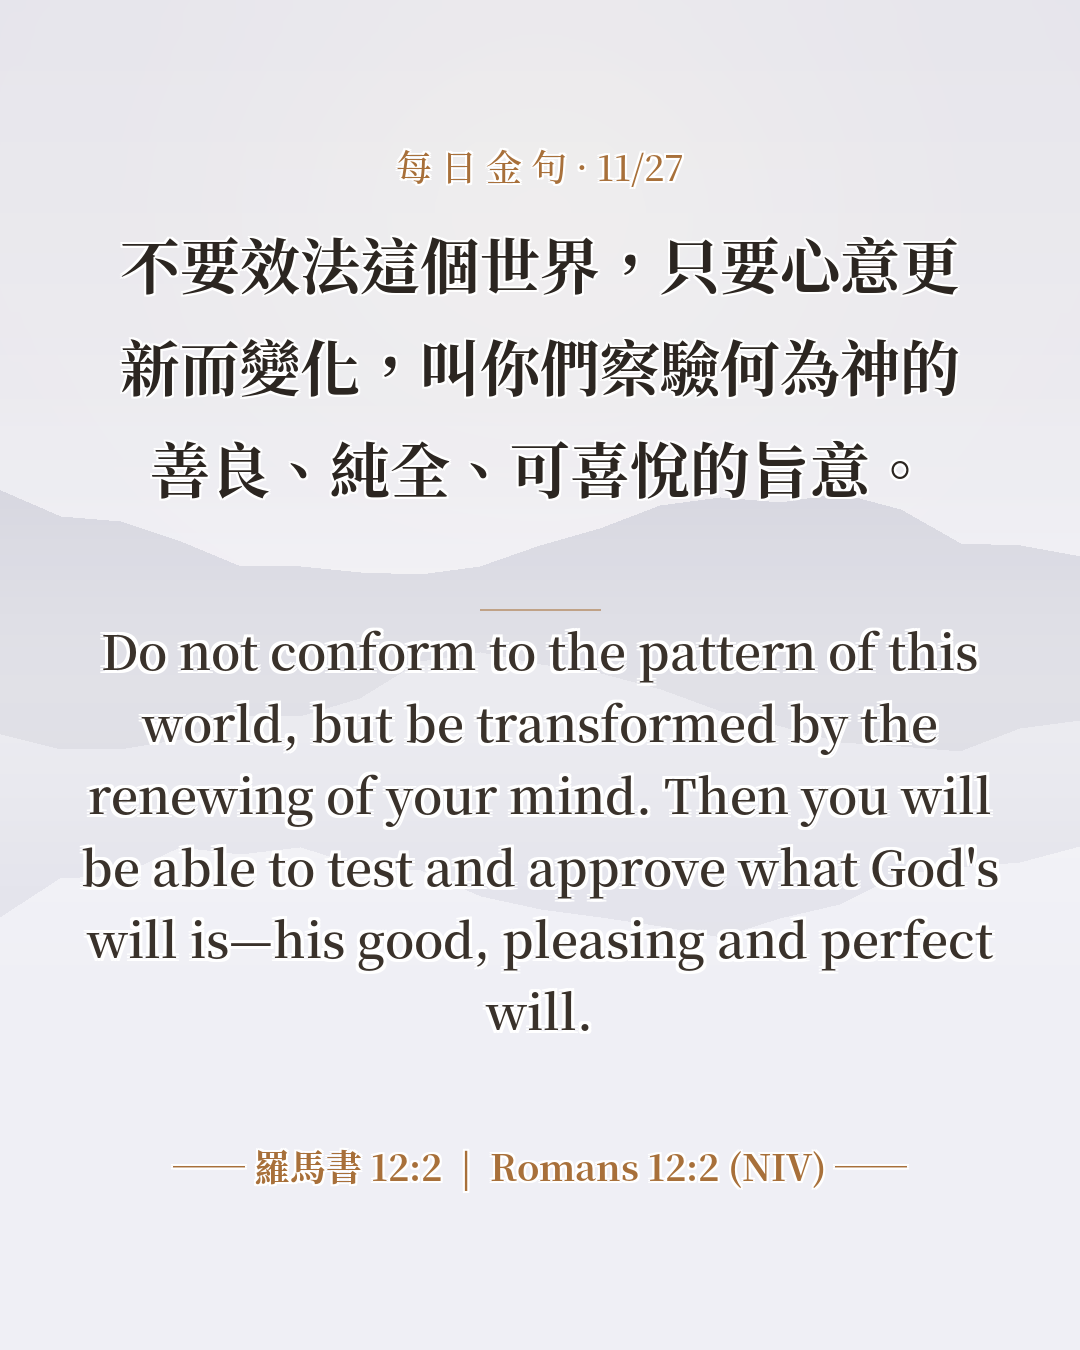 每日金句 · 11/27
不要效法這個世界，只要心意更
新而變化，叫你們察驗何為神的
善良、純全、可喜悅的旨意。
Do not conform to the pattern of this
world, but be transformed by the
renewing of your mind. Then you will
be able to test and approve what God's
will is—his good, pleasing and perfect
will.
—— 羅馬書 12:2 ｜ Romans 12:2 (NIV) ——